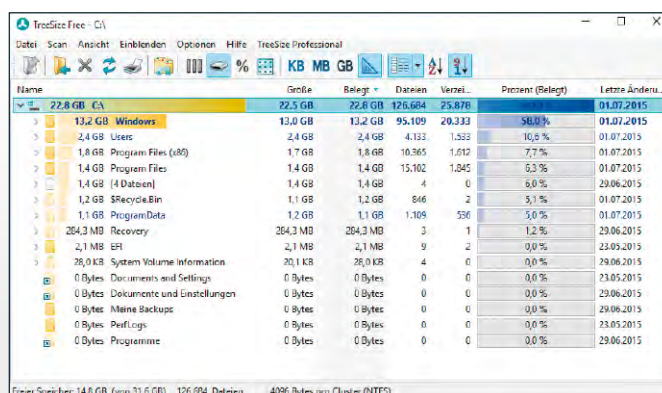 TreeSize Free - C:\
Datei Scan Ansicht Einblenden Optionen Hilfe TreeSize Professional
% KB MB GB
Name Größe Belegt Dateien Verzei... Prozent (Belegt) Letzte Änderu...
22,8 GB C:\ 22,5 GB 22,8 GB 126.684 25.878 01.07.2015
13,2 GB Windows 13,0 GB 13,2 GB 95.109 20.333 58,0 % 01.07.2015
2,4 GB Users 2,4 GB 2,4 GB 4.133 1.533 10,6 % 01.07.2015
1,8 GB Program Files (x86) 1,7 GB 1,8 GB 10.365 1.612 7,7 % 01.07.2015
1,4 GB Program Files 1,4 GB 1,4 GB 15.102 1.845 6,3 % 01.07.2015
1,4 GB [4 Dateien] 1,4 GB 1,4 GB 4 0 6,0 % 29.06.2015
1,2 GB $Recycle.Bin 1,1 GB 1,2 GB 846 2 5,1 % 01.07.2015
1,1 GB ProgramData 1,2 GB 1,1 GB 1.109 536 5,0 % 01.07.2015
284,3 MB Recovery 284,3 MB 284,3 MB 3 1 1,2 % 29.06.2015
2,1 MB EFI 2,1 MB 2,1 MB 9 2 0,0 % 23.05.2015
28,0 KB System Volume Information 20,1 KB 28,0 KB 4 0 0,0 % 29.06.2015
0 Bytes Documents and Settings 0 Bytes 0 Bytes 0 0 0,0 % 23.05.2015
0 Bytes Dokumente und Einstellungen 0 Bytes 0 Bytes 0 0 0,0 % 29.06.2015
0 Bytes Meine Backups 0 Bytes 0 Bytes 0 0 0,0 % 29.06.2015
0 Bytes PerfLogs 0 Bytes 0 Bytes 0 0 0,0 % 23.05.2015
0 Bytes Programme 0 Bytes 0 Bytes 0 0 0,0 % 29.06.2015
Freier Speicher: 14,8 GB (von 31,6 GB) 126.684 Dateien 4096 Bytes pro Cluster (NTFS)